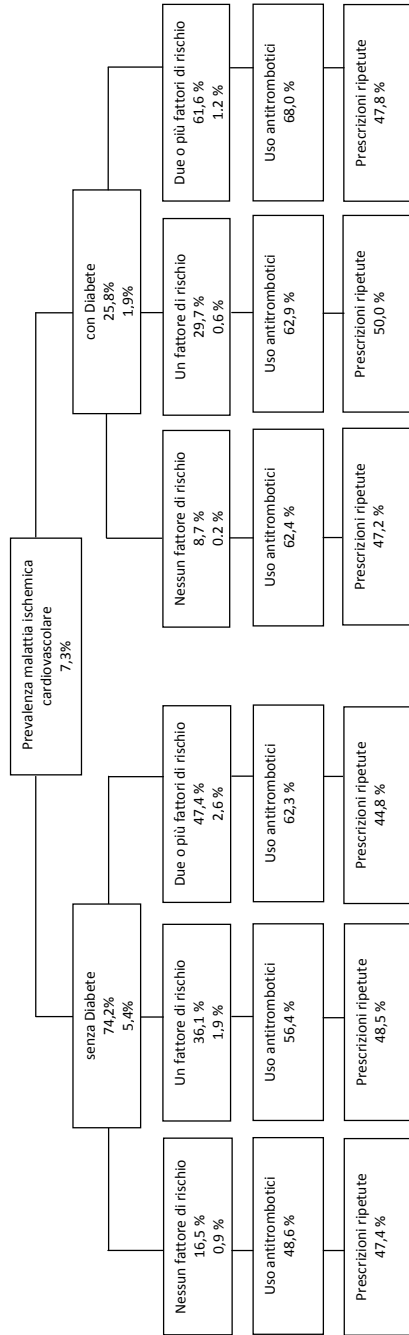 Prevalenza malattia ischemica
cardiovascolare
7,3%
senza Diabete
74,2%
5,4%
con Diabete
25,8%
1,9%
Nessun fattore di rischio
16,5 %
0,9 %
Un fattore di rischio
36,1 %
1,9 %
Due o più fattori di rischio
47,4 %
2,6 %
Nessun fattore di rischio
8,7 %
0.2 %
Un fattore di rischio
29,7 %
0.6 %
Due o più fattori di rischio
61,6 %
1.2 %
Uso antitrombotici
48,6 %
Uso antitrombotici
56,4 %
Uso antitrombotici
62,3 %
Uso antitrombotici
62,4 %
Uso antitrombotici
62,9 %
Uso antitrombotici
68,0 %
Prescrizioni ripetute
47,4 %
Prescrizioni ripetute
48,5 %
Prescrizioni ripetute
44,8 %
Prescrizioni ripetute
47,2 %
Prescrizioni ripetute
50,0 %
Prescrizioni ripetute
47,8 %